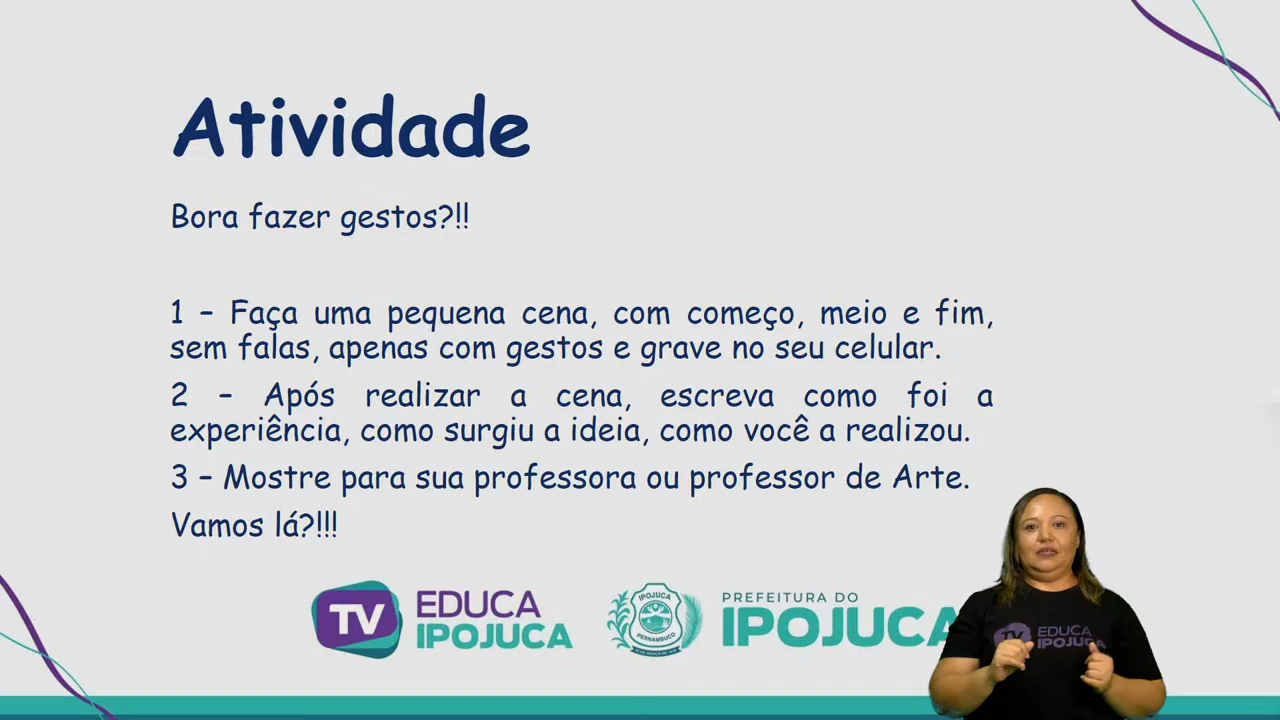 Atividade
Bora fazer gestos?!!
1 – Faça uma pequena cena, com começo, meio e fim,
sem falas, apenas com gestos e grave no seu celular.
2 – Após realizar a cena, escreva como foi a
experiência, como surgiu a ideia, como você a realizou.
3 – Mostre para sua professora ou professor de Arte.
Vamos lá?!!!
TV EDUCA
IPOJUCA
IPOJUCA
PERNAMBUCO
PREFEITURA DO
IPOJUCA
TV EDUCA
IPOJUCA